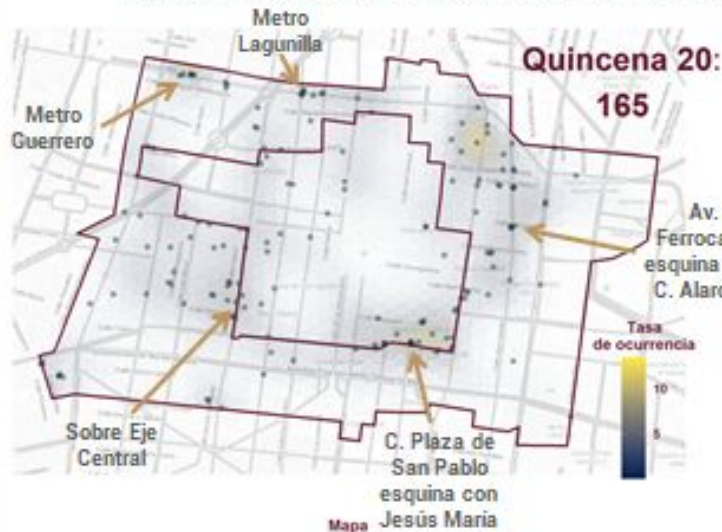 Metro
Lagunilla
Quincena 20:
165
Metro
Guerrero
Av.
Ferroca
esquina
C. Alarc
Tasa
de ocurrencia
10
5
Sobre Eje
Central
C. Plaza de
San Pablo
esquina con
Jesús María
Mapa